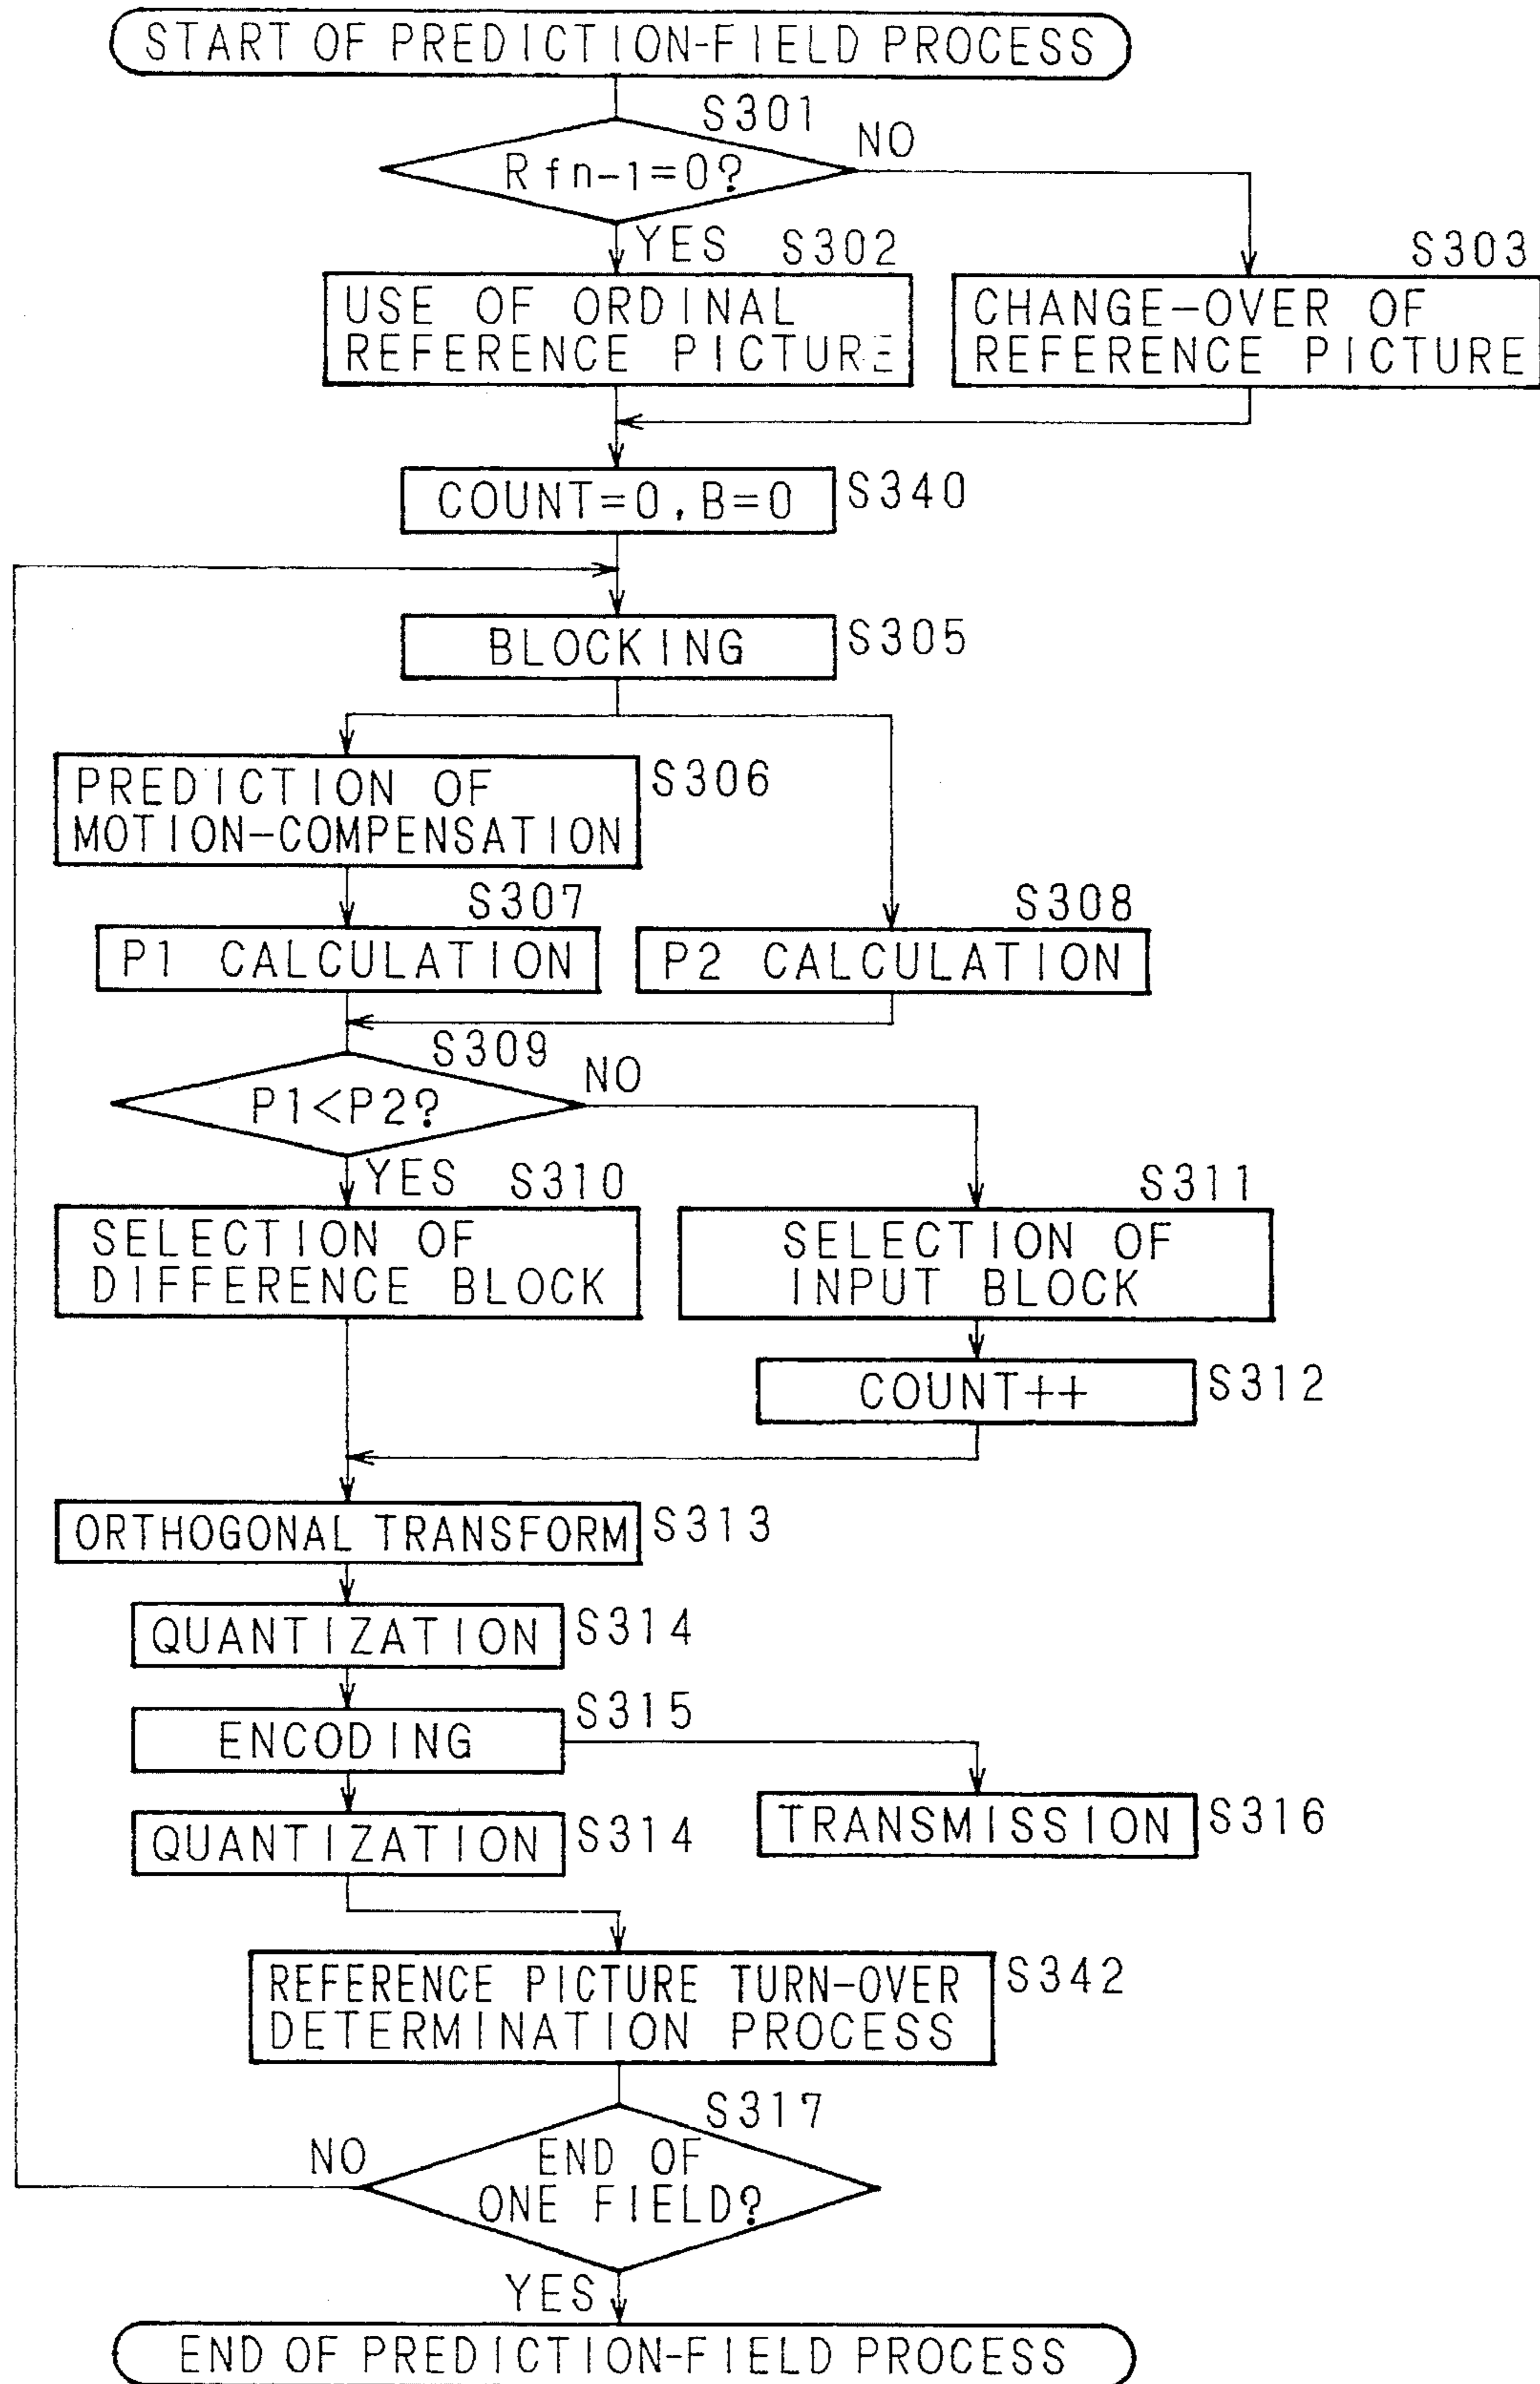 START OF PREDICTION-FIELD PROCESS
S301
Rfn-1=0?
NO
YES
S302
S303
USE OF ORDINAL
REFERENCE PICTURE
CHANGE-OVER OF
REFERENCE PICTURE
COUNT=0, B=0
S340
BLOCKING
S305
PREDICTION OF
MOTION-COMPENSATION
S306
S307
S308
P1 CALCULATION
P2 CALCULATION
S309
P1<P2?
NO
YES
S310
S311
SELECTION OF
DIFFERENCE BLOCK
SELECTION OF
INPUT BLOCK
COUNT++
S312
ORTHOGONAL TRANSFORM
S313
QUANTIZATION
S314
ENCODING
S315
QUANTIZATION
S314
TRANSMISSION
S316
REFERENCE PICTURE TURN-OVER
DETERMINATION PROCESS
S342
S317
NO
END OF
ONE FIELD?
YES
END OF PREDICTION-FIELD PROCESS